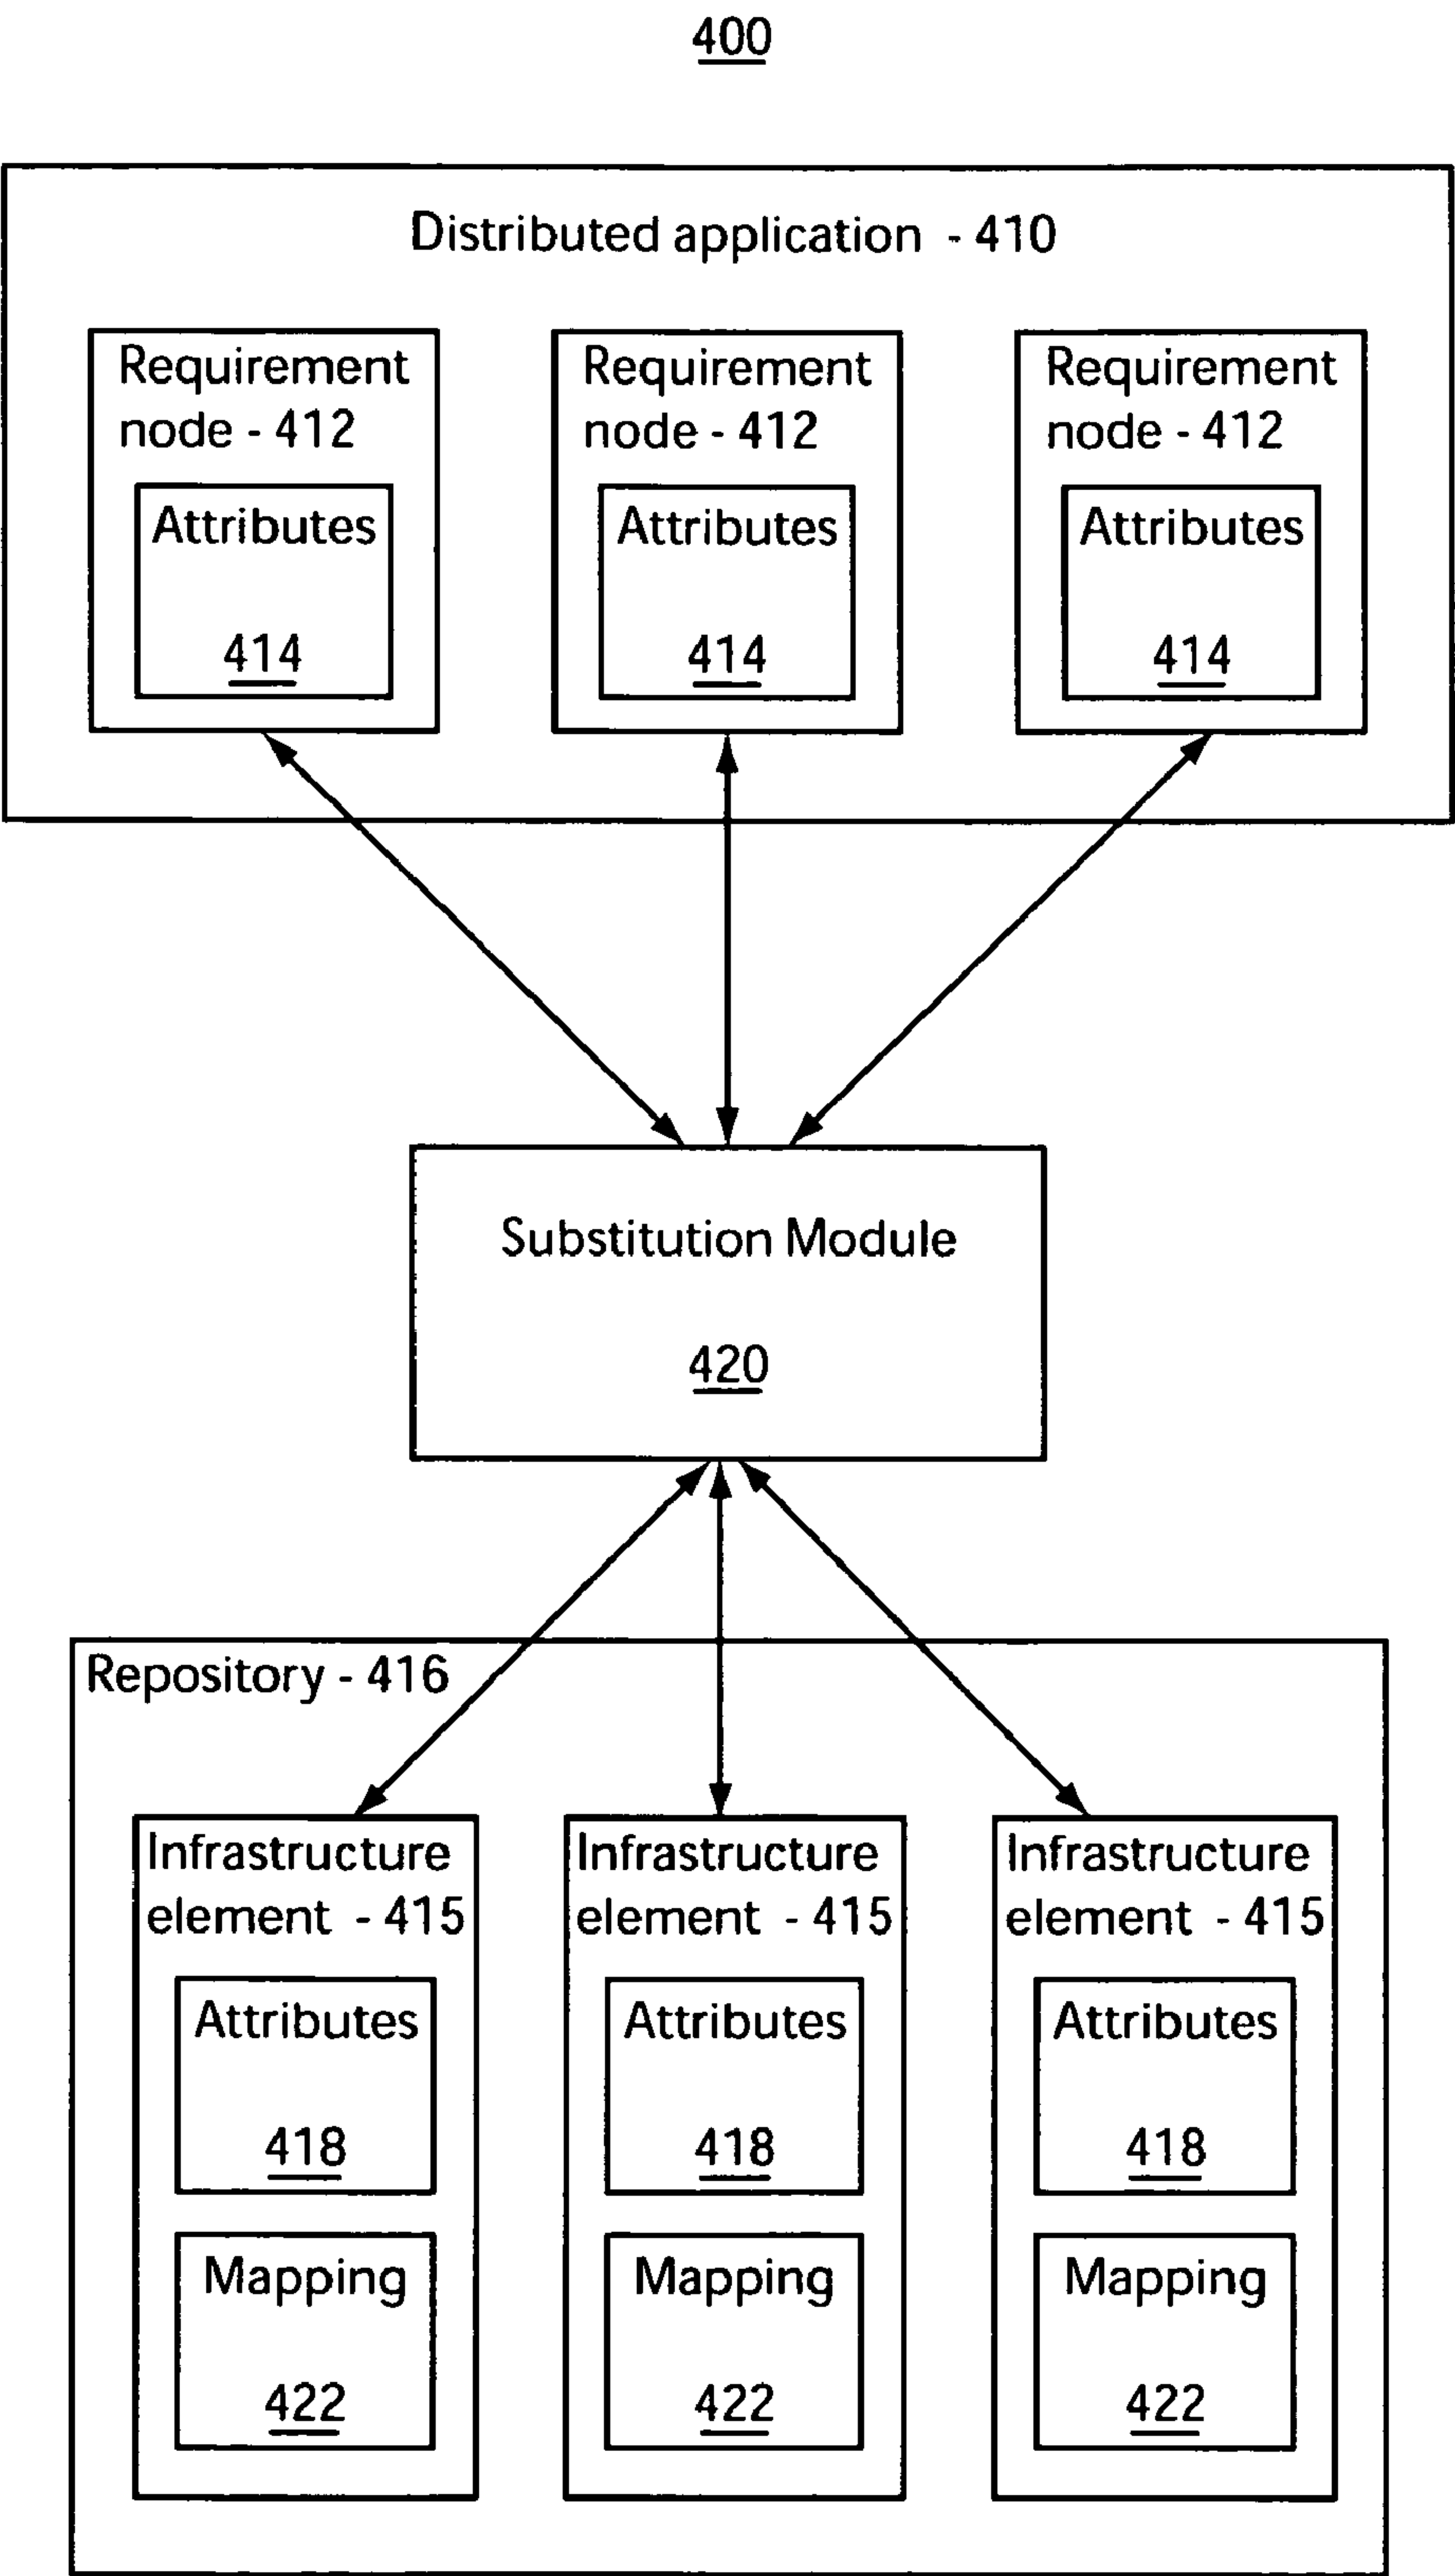 400
Distributed application - 410
Requirement
node - 412
Attributes
414
Requirement
node - 412
Attributes
414
Requirement
node - 412
Attributes
414
Substitution Module
420
Repository - 416
Infrastructure
element - 415
Attributes
418
Mapping
422
Infrastructure
element - 415
Attributes
418
Mapping
422
Infrastructure
element - 415
Attributes
418
Mapping
422